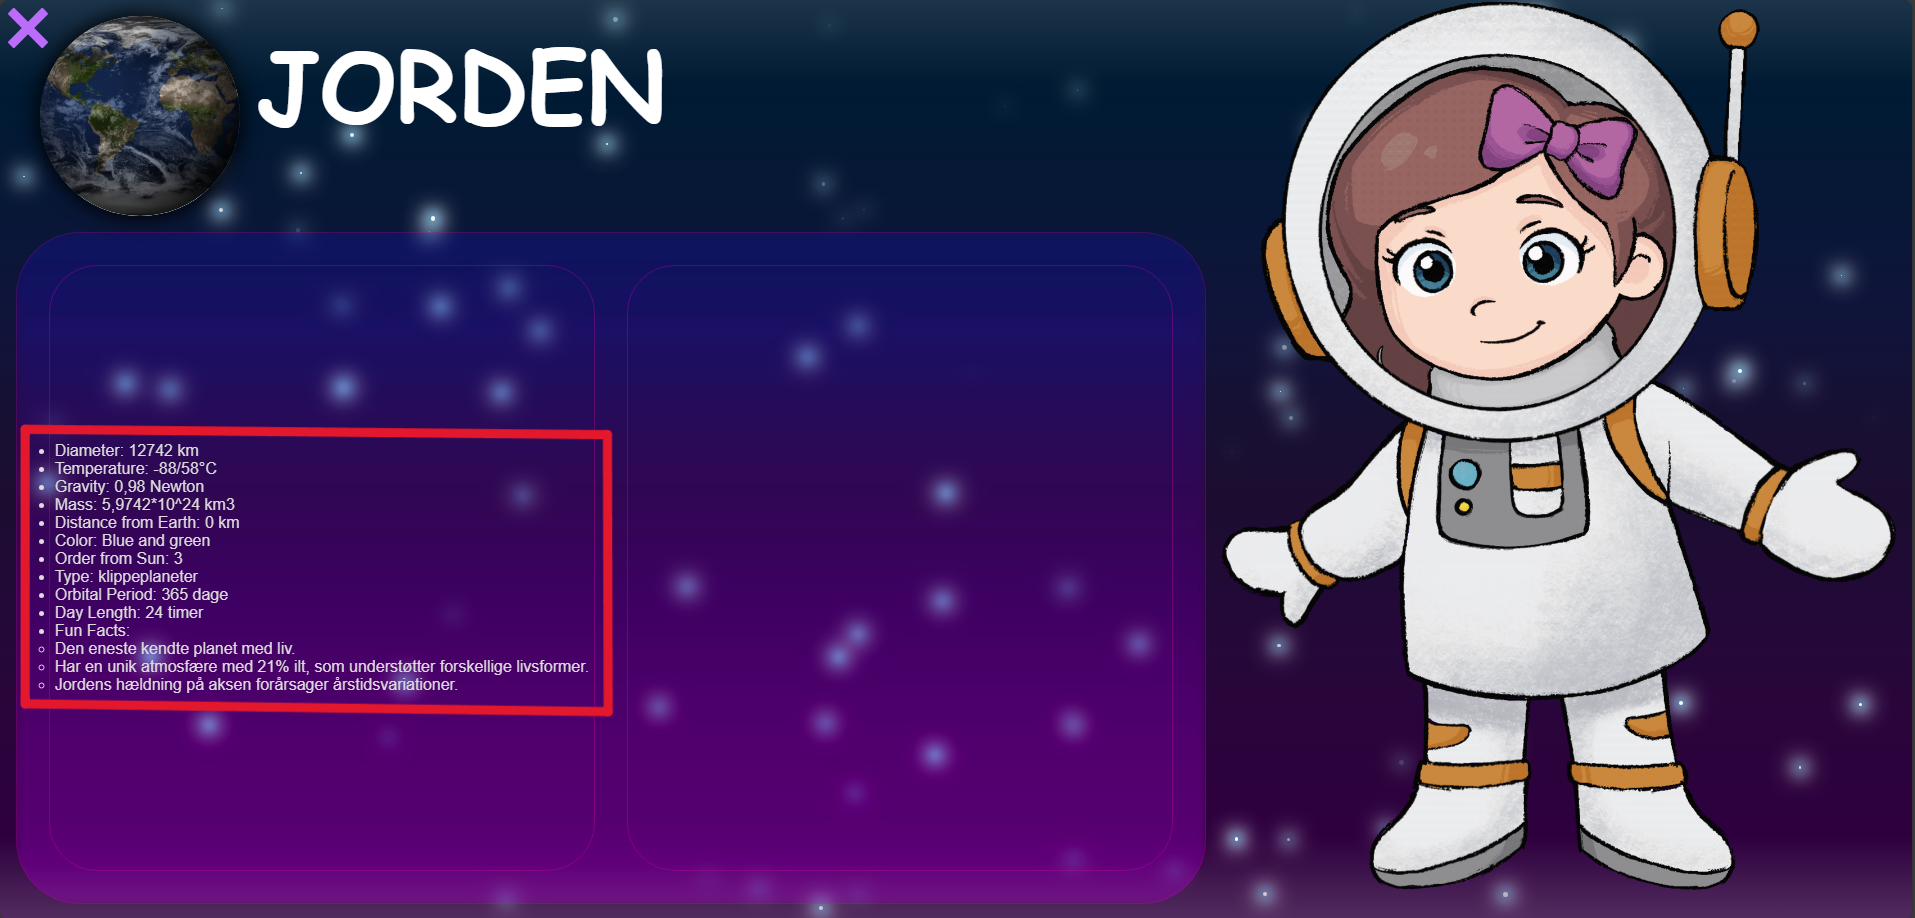 JORDEN
Diameter: 12742 km
Temperature: -88/58°C
Gravity: 0,98 Newton
Mass: 5,9742*10^24 km3
Distance from Earth: 0 km
Color: Blue and green
Order from Sun: 3
Type: klippeplaneter
Orbital Period: 365 dage
Day Length: 24 timer
Fun Facts:
Den eneste kendte planet med liv.
Har en unik atmosfære med 21% ilt, som understøtter forskellige livsformer.
Jordens hældning på aksen forårsager årstidsvariationer.